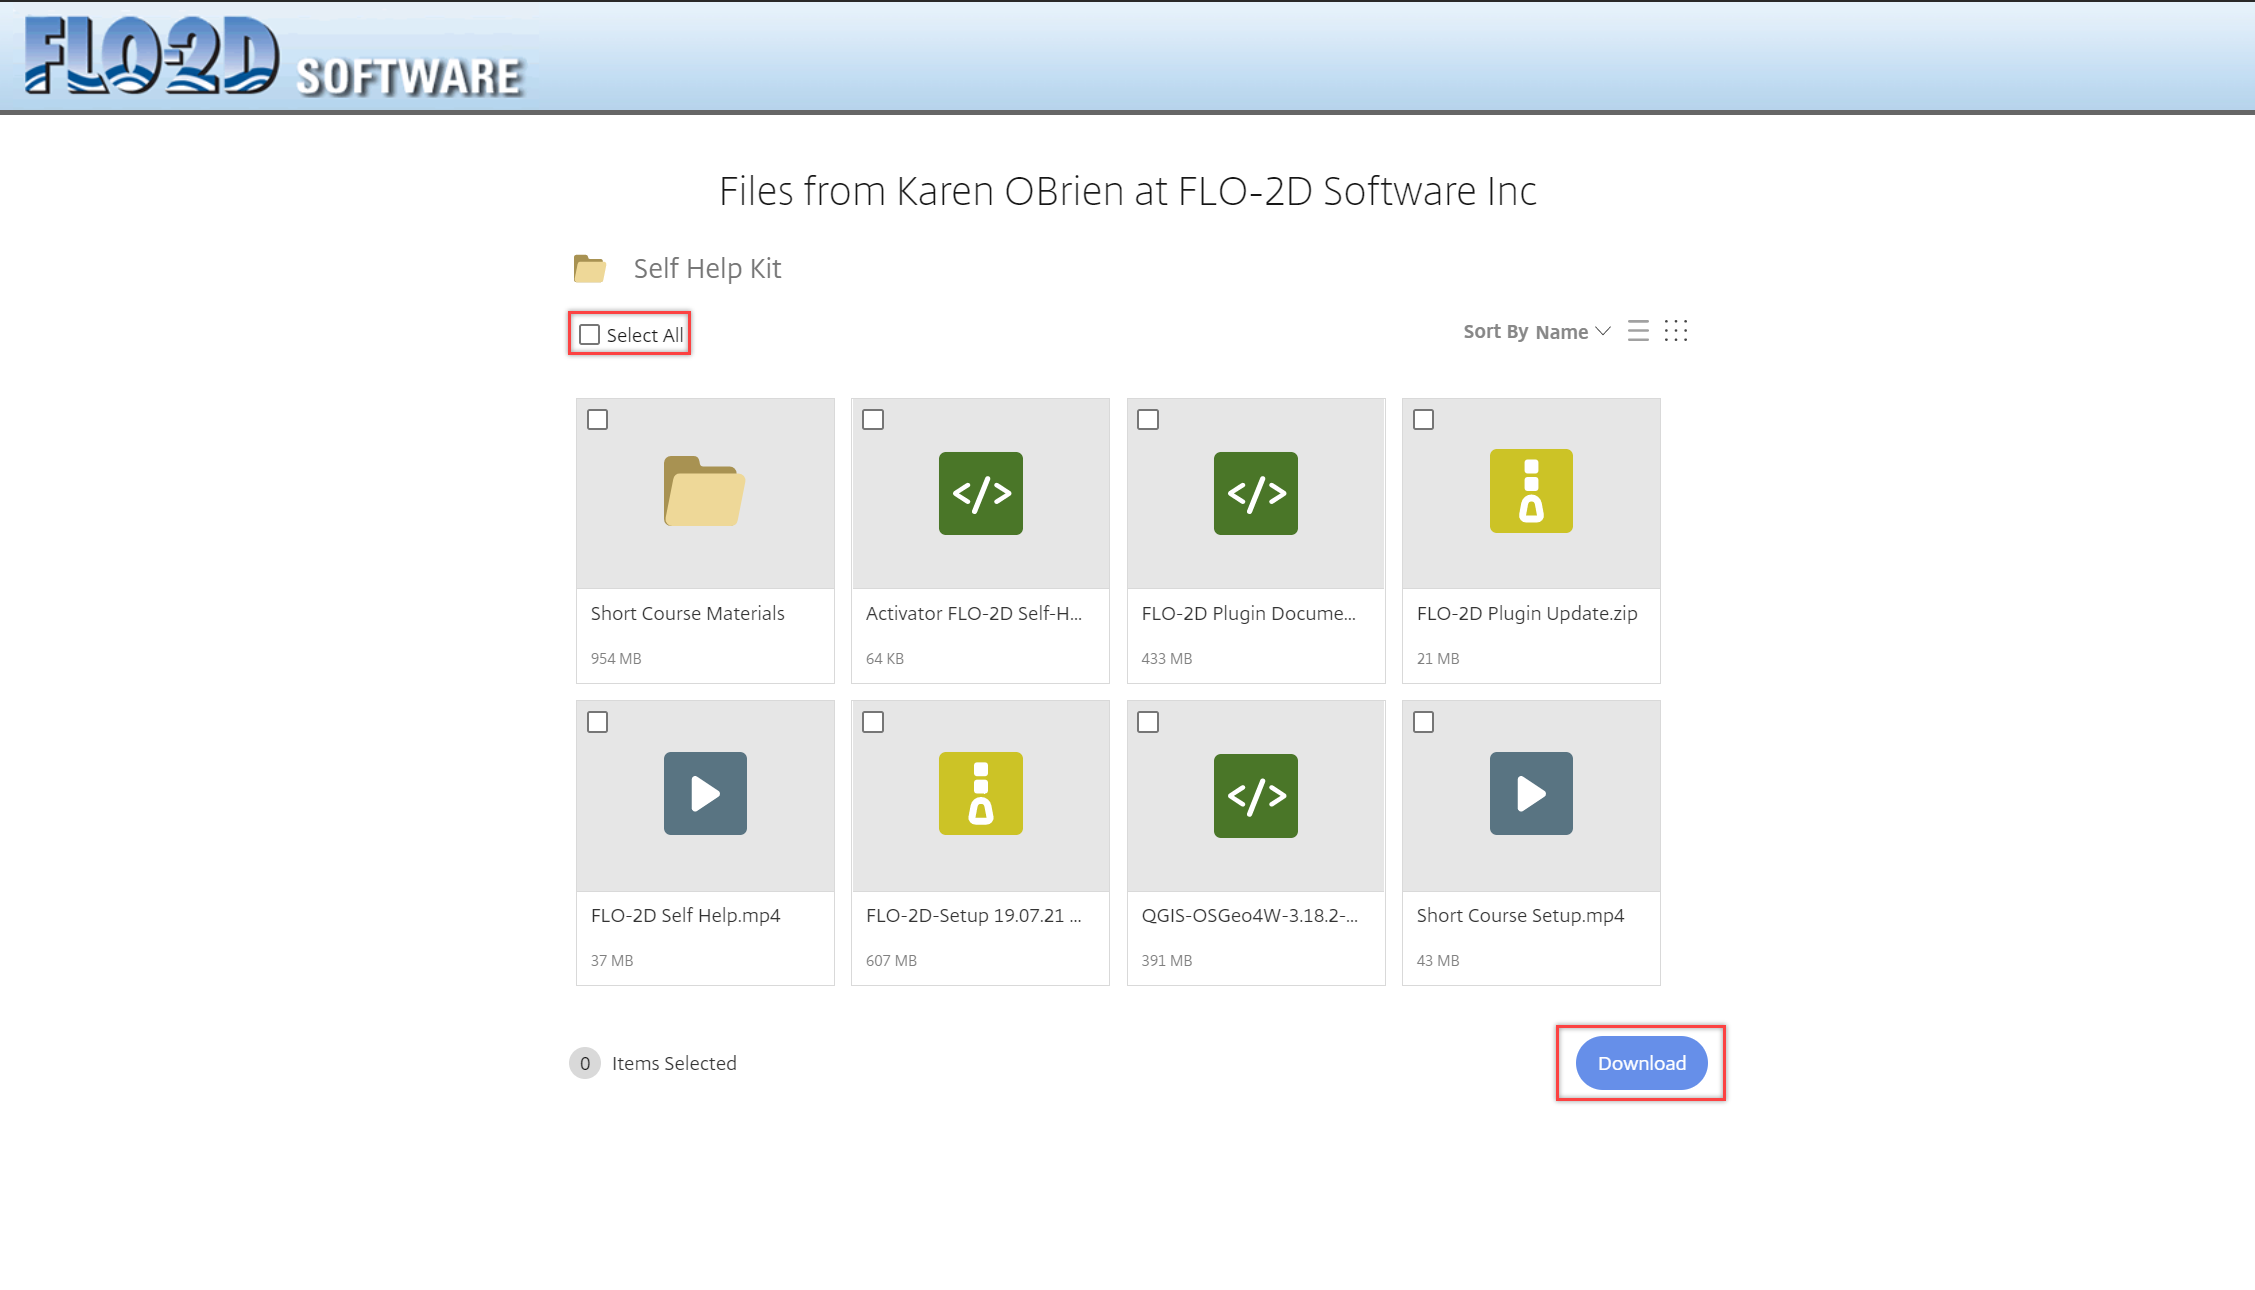 FLO-2D SOFTWARE
Files from Karen OBrien at FLO-2D Software Inc
Self Help Kit
Select All
Sort By Name
Short Course Materials
954 MB
Activator FLO-2D Self-H...
64 KB
FLO-2D Plugin Docume...
433 MB
FLO-2D Plugin Update.zip
21 MB
FLO-2D Self Help.mp4
37 MB
FLO-2D-Setup 19.07.21 ...
607 MB
QGIS-OSGeo4W-3.18.2-...
391 MB
Short Course Setup.mp4
43 MB
0 Items Selected
Download